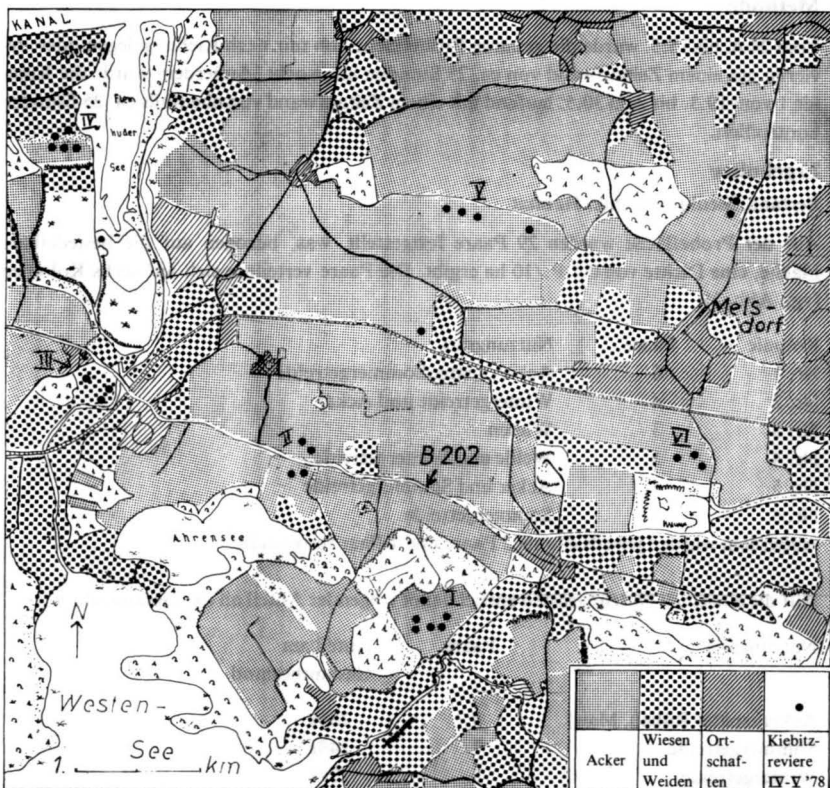 KANAL
IV
Flem
huder
See
V
Mels-
dorf
III
II
VI
B 202
Ahrensee
I
N
Westen-
See
1 km
Acker
Wiesen
und
Weiden
Ort-
schaf-
ten
Kiebitz-
reviere
IV-V '78